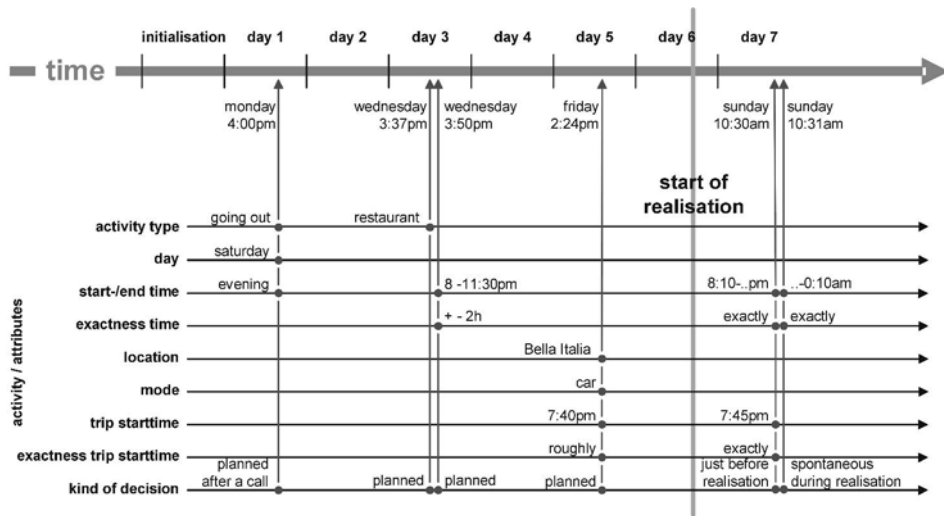 initialisation day 1 day 2 day 3 day 4 day 5 day 6 day 7
time
monday wednesday wednesday friday sunday sunday
4:00pm 3:37pm 3:50pm 2:24pm 10:30am 10:31am
start of
realisation
activity / attributes
activity type going out restaurant
day saturday
start-/end time evening 8 -11:30pm 8:10-..pm ..-0:10am
exactness time + - 2h exactly exactly
location Bella Italia
mode car
trip starttime 7:40pm 7:45pm
exactness trip starttime roughly exactly
planned just before spontaneous
kind of decision after a call planned planned planned realisation during realisation